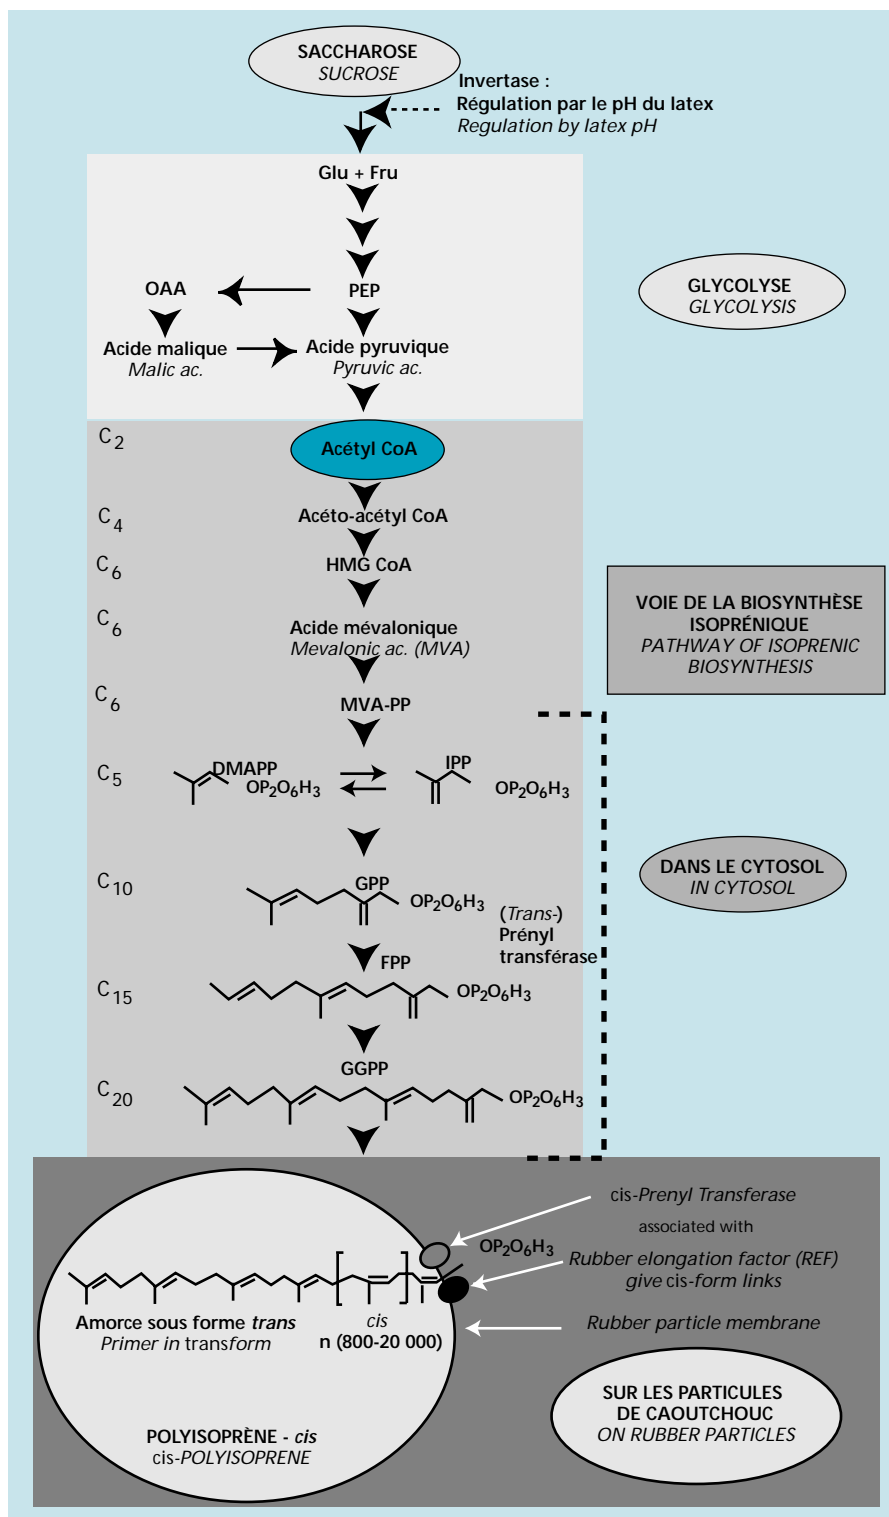 SACCHAROSE
SUCROSE
Invertase :
Régulation par le pH du latex
Regulation by latex pH
Glu + Fru
OAA
PEP
GLYCOLYSE
GLYCOLYSIS
Acide malique
Malic ac.
Acide pyruvique
Pyruvic ac.
C2
Acétyl CoA
C4
Acéto-acétyl CoA
C6
HMG CoA
C6
Acide mévalonique
Mevalonic ac. (MVA)
VOIE DE LA BIOSYNTHÈSE
ISOPRÉNIQUE
PATHWAY OF ISOPRENIC
BIOSYNTHESIS
C6
MVA-PP
C5
DMAPP
OP2O6H3
IPP
OP2O6H3
DANS LE CYTOSOL
IN CYTOSOL
C10
GPP
OP2O6H3
(Trans-)
Prényl
transférase
C15
FPP
OP2O6H3
GGPP
C20
OP2O6H3
cis-Prenyl Transferase
associated with
OP2O6H3
Rubber elongation factor (REF)
give cis-form links
Amorce sous forme trans
Primer in transform
cis
n (800-20 000)
Rubber particle membrane
SUR LES PARTICULES
DE CAOUTCHOUC
ON RUBBER PARTICLES
POLYISOPRÈNE - cis
cis-POLYISOPRENE